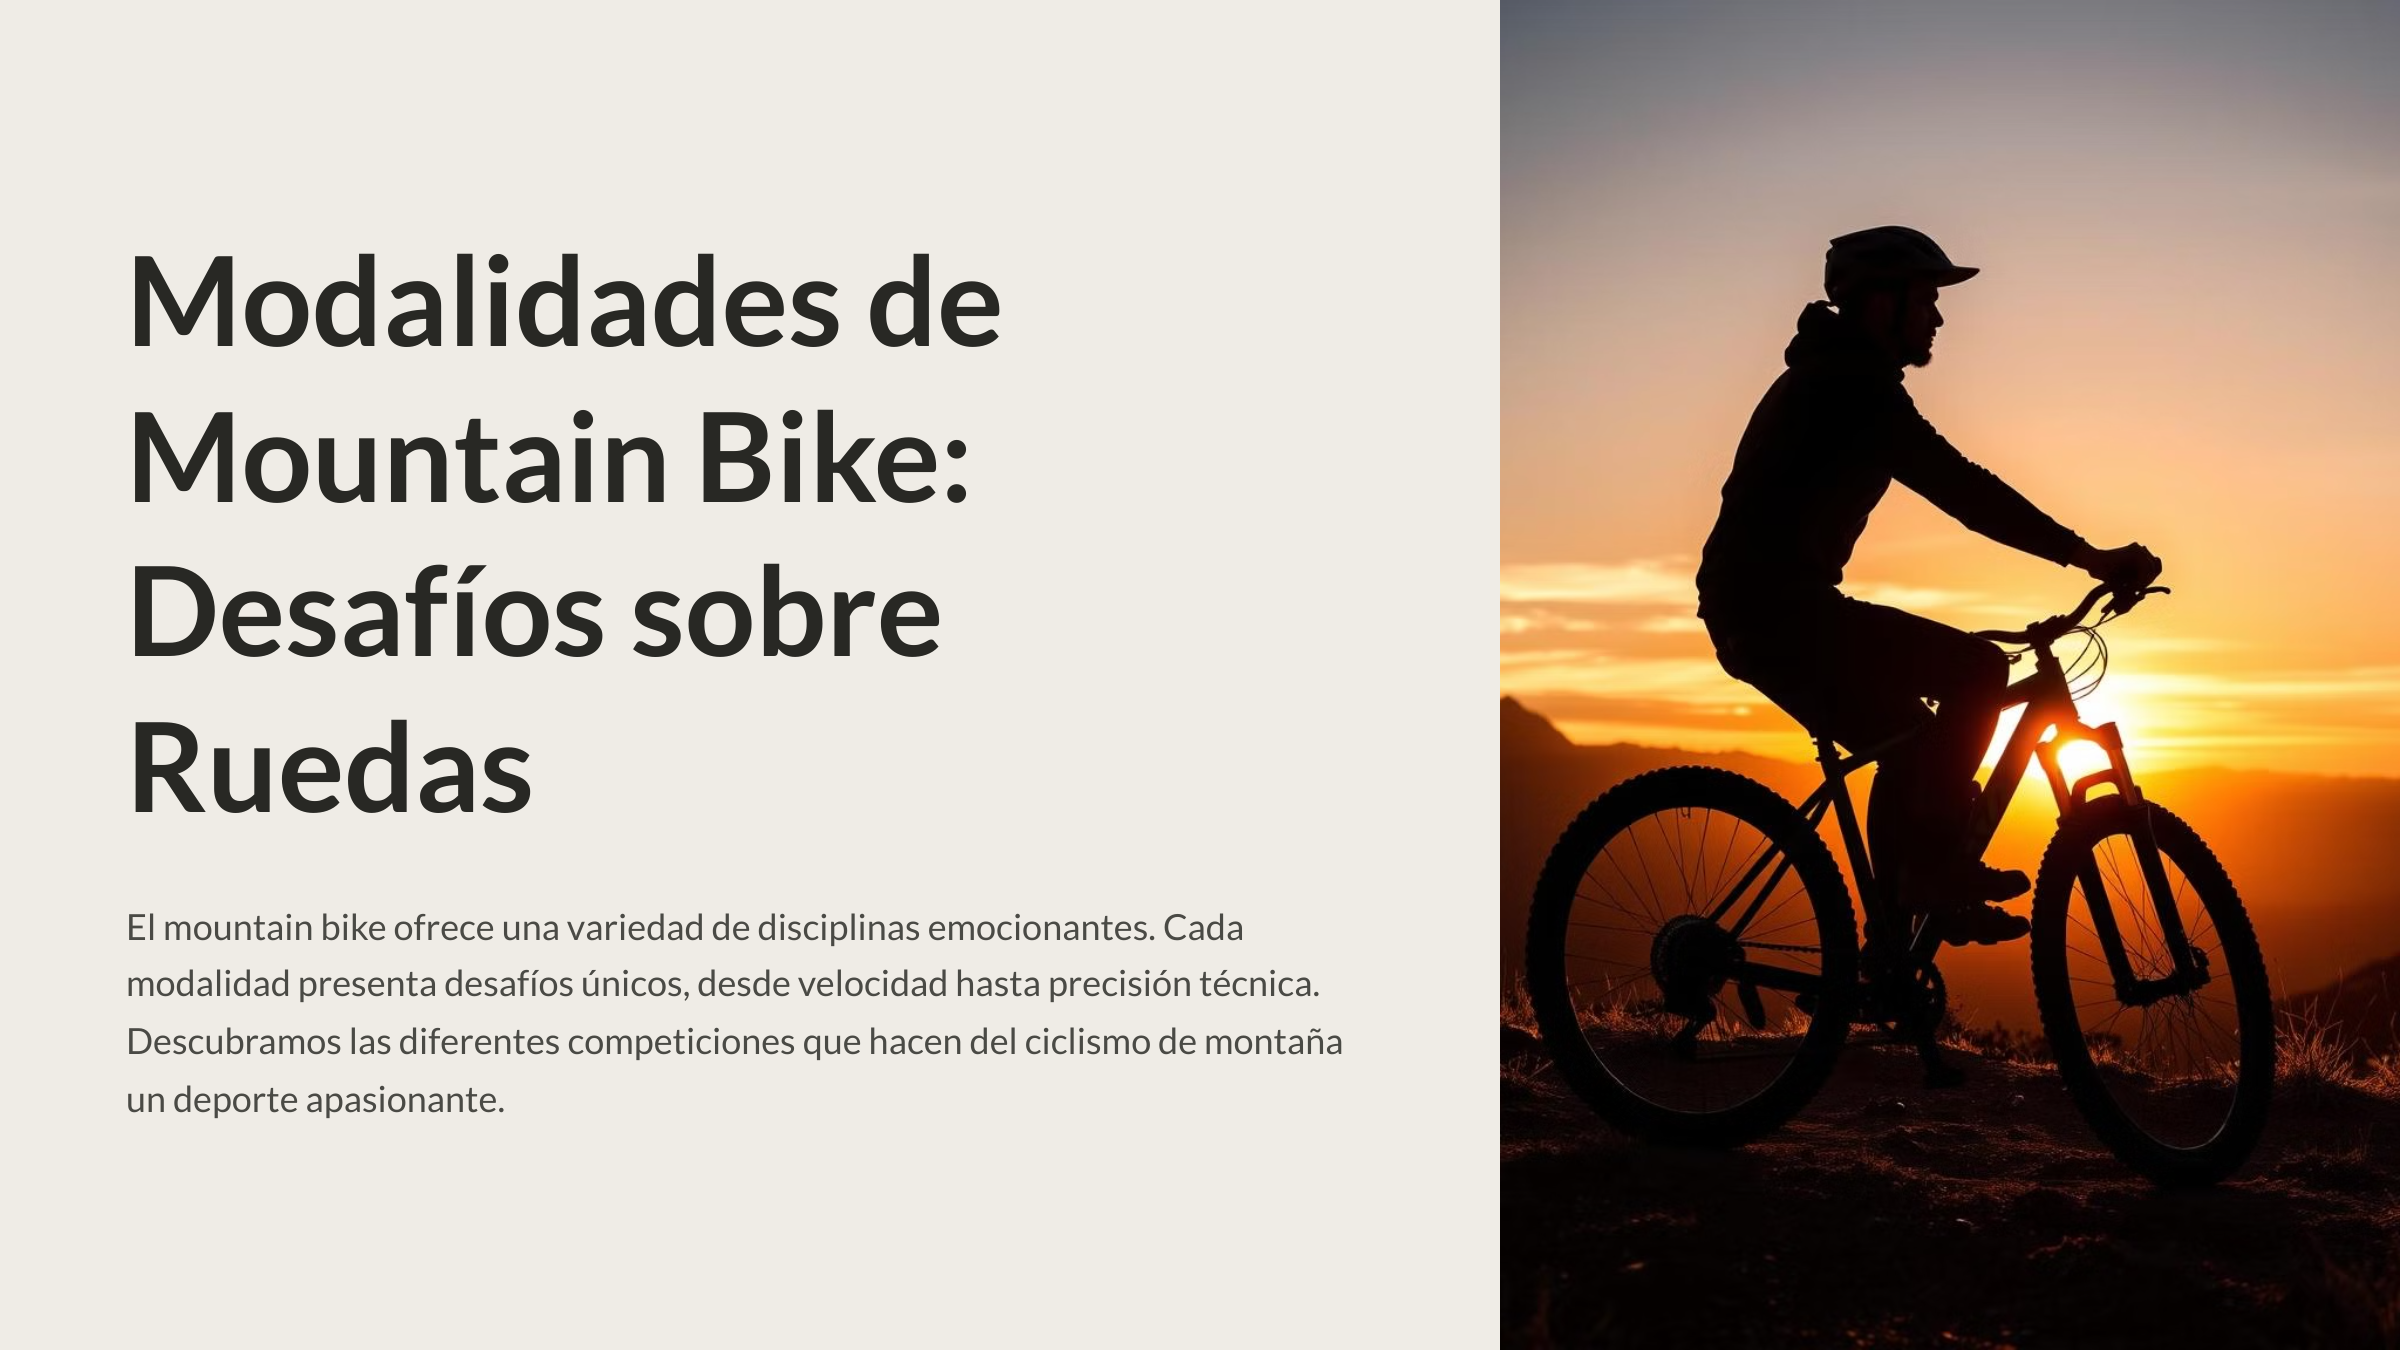 Modalidades de
Mountain Bike:
Desafíos sobre
Ruedas
El mountain bike ofrece una variedad de disciplinas emocionantes. Cada
modalidad presenta desafíos únicos, desde velocidad hasta precisión técnica.
Descubramos las diferentes competiciones que hacen del ciclismo de montaña
un deporte apasionante.